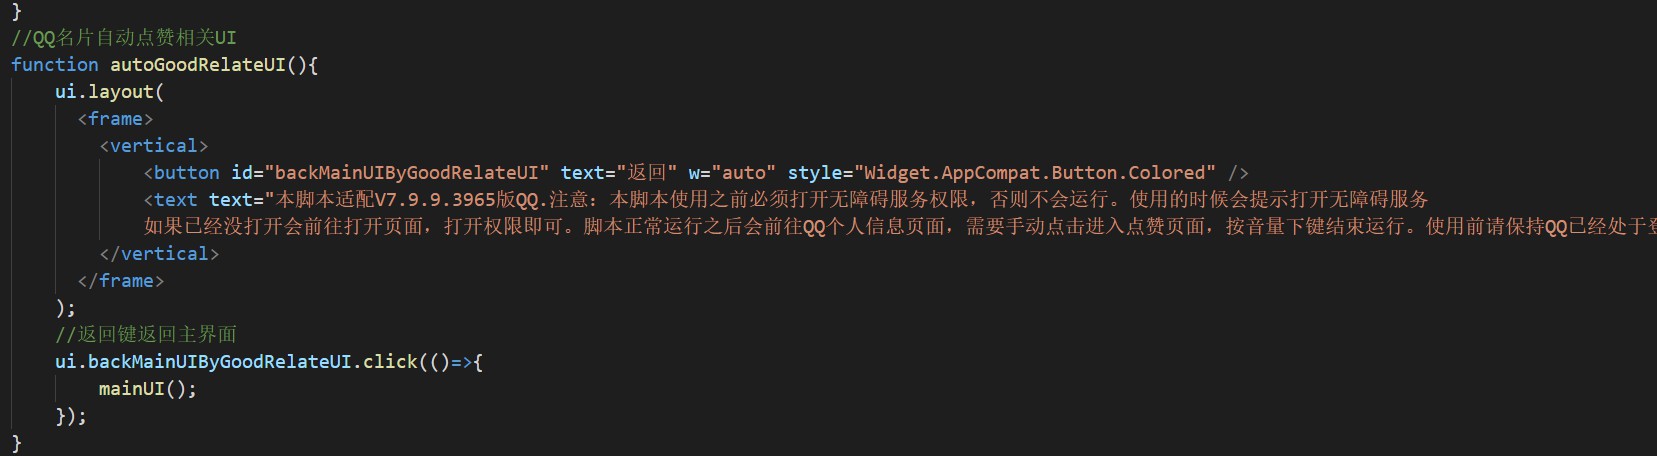 }
//QQ名片自动点赞相关UI
function autoGoodRelateUI(){
ui.layout(
<frame>
<vertical>
<button id="backMainUIByGoodRelateUI" text="返回" w="auto" style="Widget.AppCompat.Button.Colored" />
<text text="本脚本适配V7.9.9.3965版QQ.注意：本脚本使用之前必须打开无障碍服务权限，否则不会运行。使用的时候会提示打开无障碍服务
如果已经没打开会前往打开页面，打开权限即可。脚本正常运行之后会前往QQ个人信息页面，需要手动点击进入点赞页面，按音量下键结束运行。使用前请保持QQ已经处于登
</vertical>
</frame>
);
//返回键返回主界面
ui.backMainUIByGoodRelateUI.click(()=>{
mainUI();
});
}